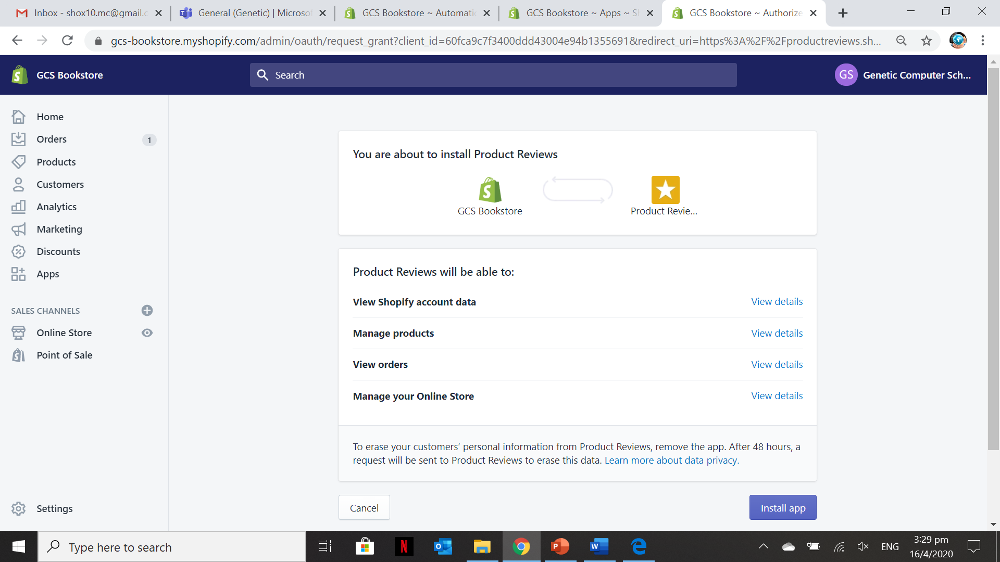 Inbox - shox10.mc@gmail.c
General (Genetic) | Microsof
GCS Bookstore ~ Automatic
GCS Bookstore ~ Apps ~ Sh
GCS Bookstore ~ Authorize
gcs-bookstore.myshopify.com/admin/oauth/request_grant?client_id=60fca9c7f3400ddd43004e94b1355691&redirect_uri=https%3A%2F%2Fproductreviews.sh...
GCS Bookstore
Search
GS
Genetic Computer Sch...
Home
Orders
1
Products
Customers
Analytics
Marketing
Discounts
Apps
SALES CHANNELS
Online Store
Point of Sale
Settings
You are about to install Product Reviews
GCS Bookstore
Product Revie...
Product Reviews will be able to:
View Shopify account data
View details
Manage products
View details
View orders
View details
Manage your Online Store
View details
To erase your customers’ personal information from Product Reviews, remove the app. After 48 hours, a
request will be sent to Product Reviews to erase this data. Learn more about data privacy.
Cancel
Install app
Type here to search
ENG
3:29 pm
16/4/2020